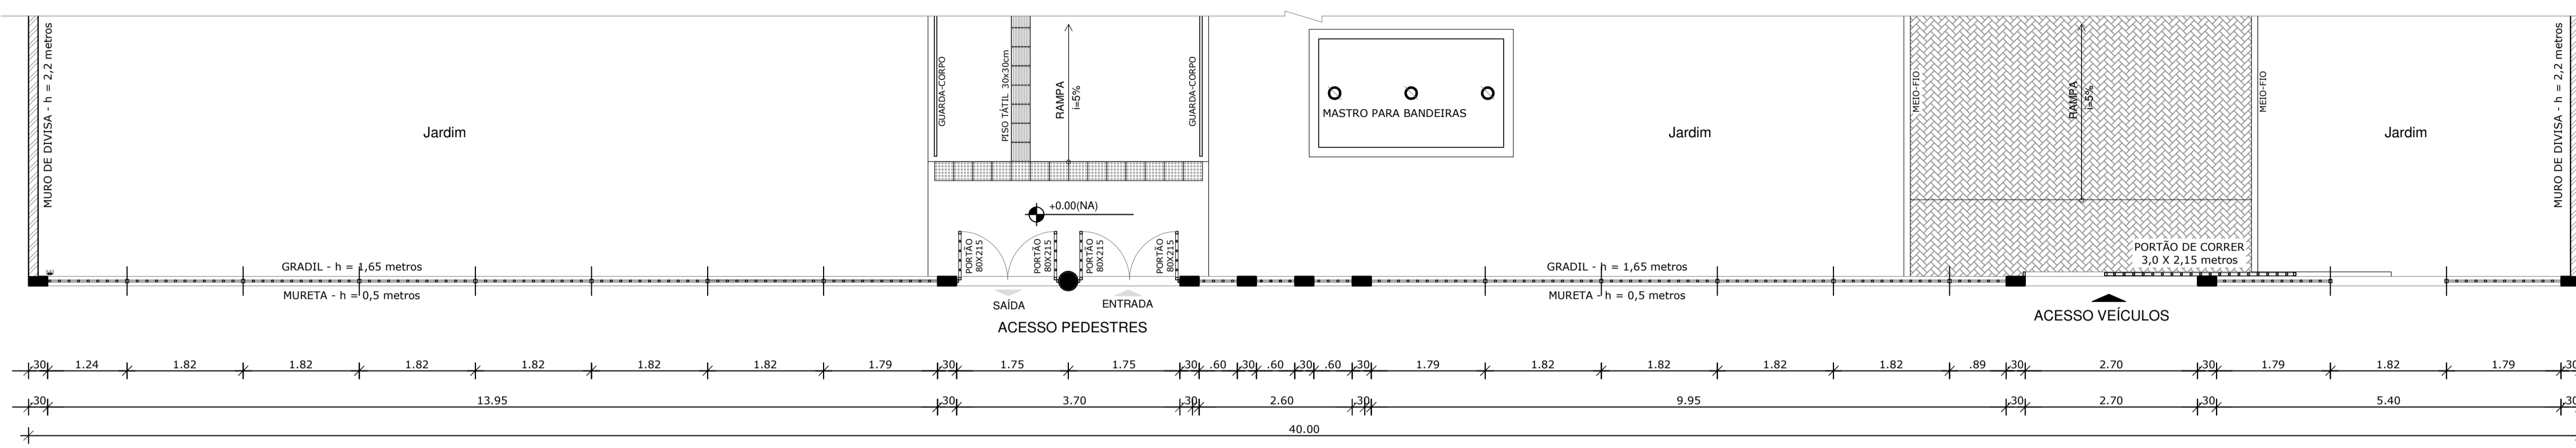 MURO DE DIVISA - h = 2,2 metros
Jardim
GUARDA-CORPO
PISO TÁTIL 30x30cm
RAMPA
i=5%
GUARDA-CORPO
MASTRO PARA BANDEIRAS
Jardim
MEIO-FIO
RAMPA
i=5%
MEIO-FIO
Jardim
MURO DE DIVISA - h = 2,2 metros
+0.00(NA)
PORTÃO
80X215
PORTÃO
80X215
PORTÃO
80X215
PORTÃO
80X215
PORTÃO DE CORRER
3,0 X 2,15 metros
GRADIL - h = 1,65 metros
MURETA - h = 0,5 metros
GRADIL - h = 1,65 metros
MURETA - h = 0,5 metros
SAÍDA
ENTRADA
ACESSO PEDESTRES
ACESSO VEÍCULOS
.30 1.24 1.82 1.82 1.82 1.82 1.82 1.82 1.79 .30 1.75 1.75 .30 .60 .30 .60 .30 .60 .30 1.79 1.82 1.82 1.82 1.82 .89 .30 2.70 .30 1.79 1.82 1.79 .30
.30 13.95 .30 3.70 .30 2.60 .30 9.95 .30 2.70 .30 5.40 .30
40.00